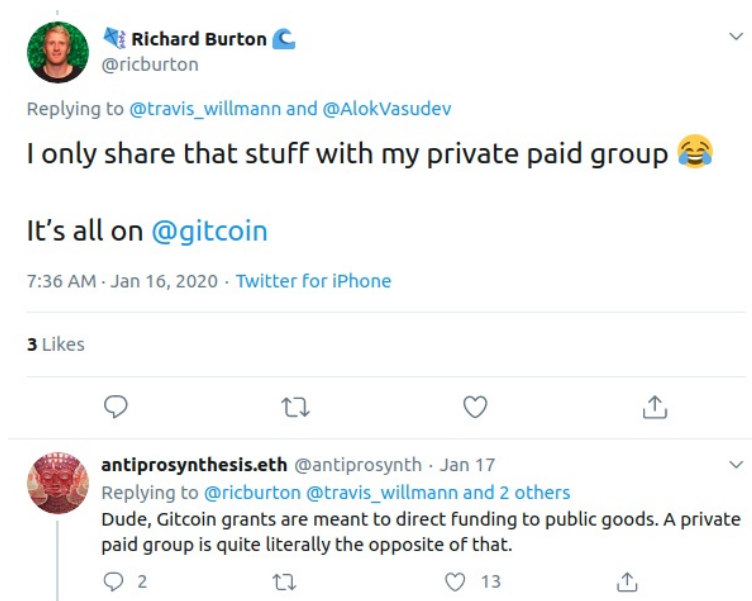 Richard Burton
@ricburton
Replying to @travis_willmann and @AlokVasudev
I only share that stuff with my private paid group 😂
It's all on @gitcoin
7:36 AM · Jan 16, 2020 · Twitter for iPhone
3 Likes
antiprosynthesis.eth @antiprosynth · Jan 17
Replying to @ricburton @travis_willmann and 2 others
Dude, Gitcoin grants are meant to direct funding to public goods. A private
paid group is quite literally the opposite of that.
2 13